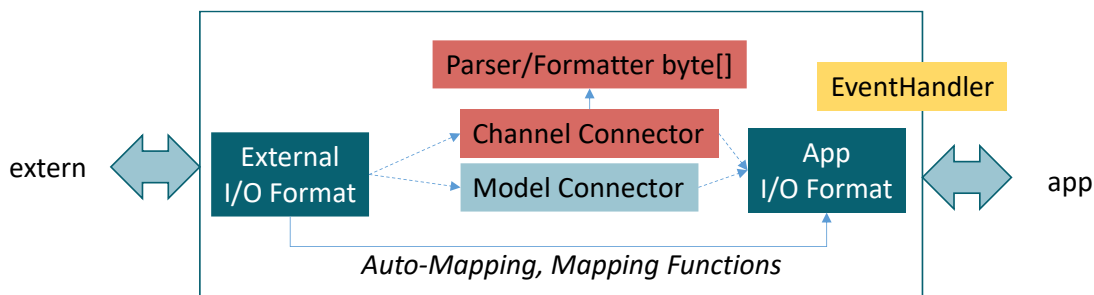 Parser/Formatter byte[]
EventHandler
extern
External
I/O Format
Channel Connector
Model Connector
App
I/O Format
app
Auto-Mapping, Mapping Functions